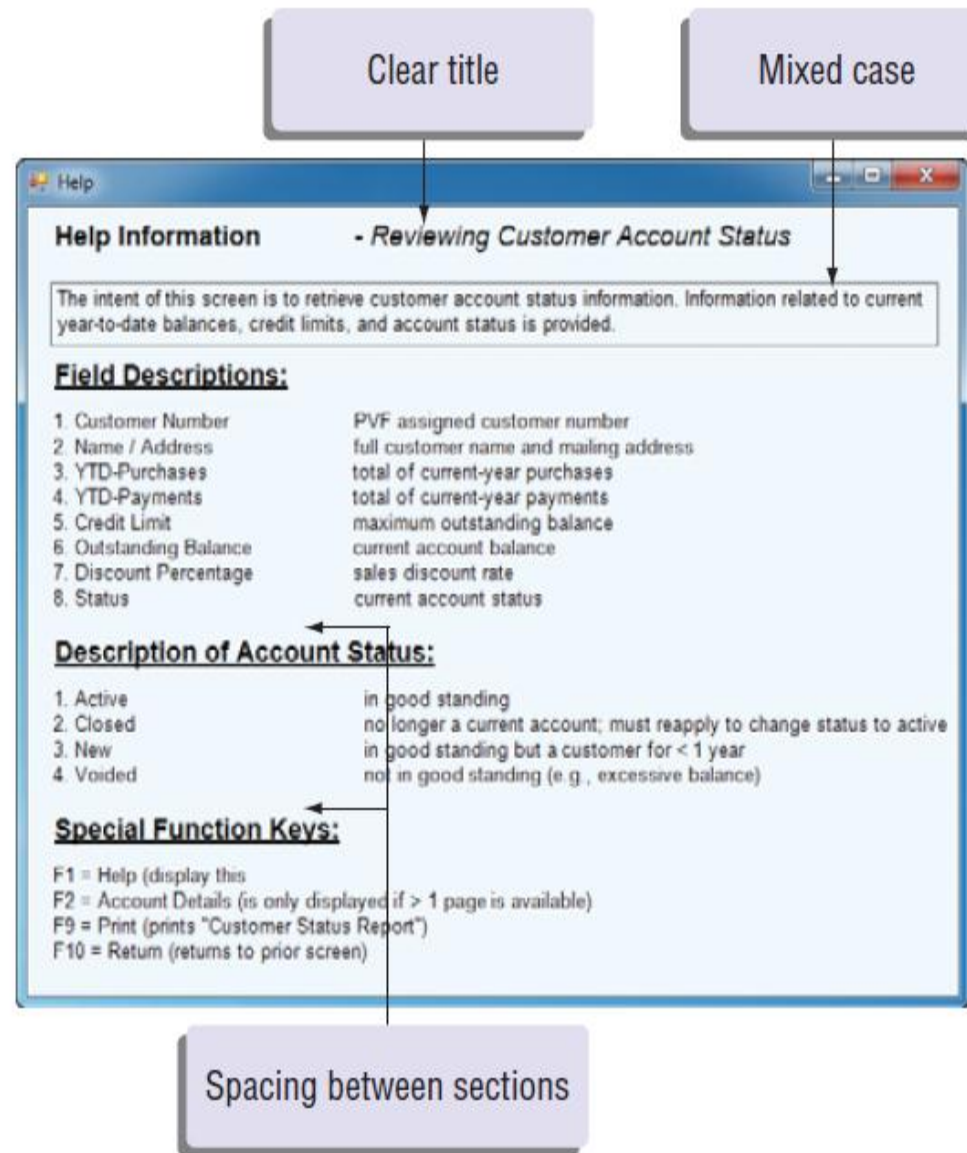 Clear title
Mixed case
Help
Help Information - Reviewing Customer Account Status
The intent of this screen is to retrieve customer account status information. Information related to current
year-to-date balances, credit limits, and account status is provided.
Field Descriptions:
1. Customer Number PVF assigned customer number
2. Name / Address full customer name and mailing address
3. YTD-Purchases total of current-year purchases
4. YTD-Payments total of current-year payments
5. Credit Limit maximum outstanding balance
6. Outstanding Balance current account balance
7. Discount Percentage sales discount rate
8. Status current account status
Description of Account Status:
1. Active in good standing
2. Closed no longer a current account; must reapply to change status to active
3. New in good standing but a customer for < 1 year
4. Voided not in good standing (e.g., excessive balance)
Special Function Keys:
F1 = Help (display this
F2 = Account Details (is only displayed if > 1 page is available)
F9 = Print (prints "Customer Status Report")
F10 = Return (returns to prior screen)
Spacing between sections